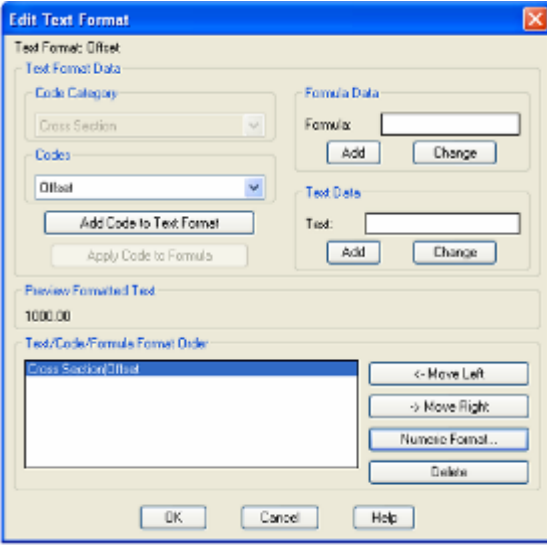 Edit Text Format
Text Format: Offset
Text Format Data
Code Category
Cross Section
Codes
Offset
Add Code to Text Format
Apply Code to Formula
Formula Data
Formula:
Add Change
Text Data
Text:
Add Change
Preview Formatted Text
1000.00
Text/Code/Formula Format Order
Cross Section|Offset
<- Move Left
-> Move Right
Numeric Format...
Delete
OK Cancel Help